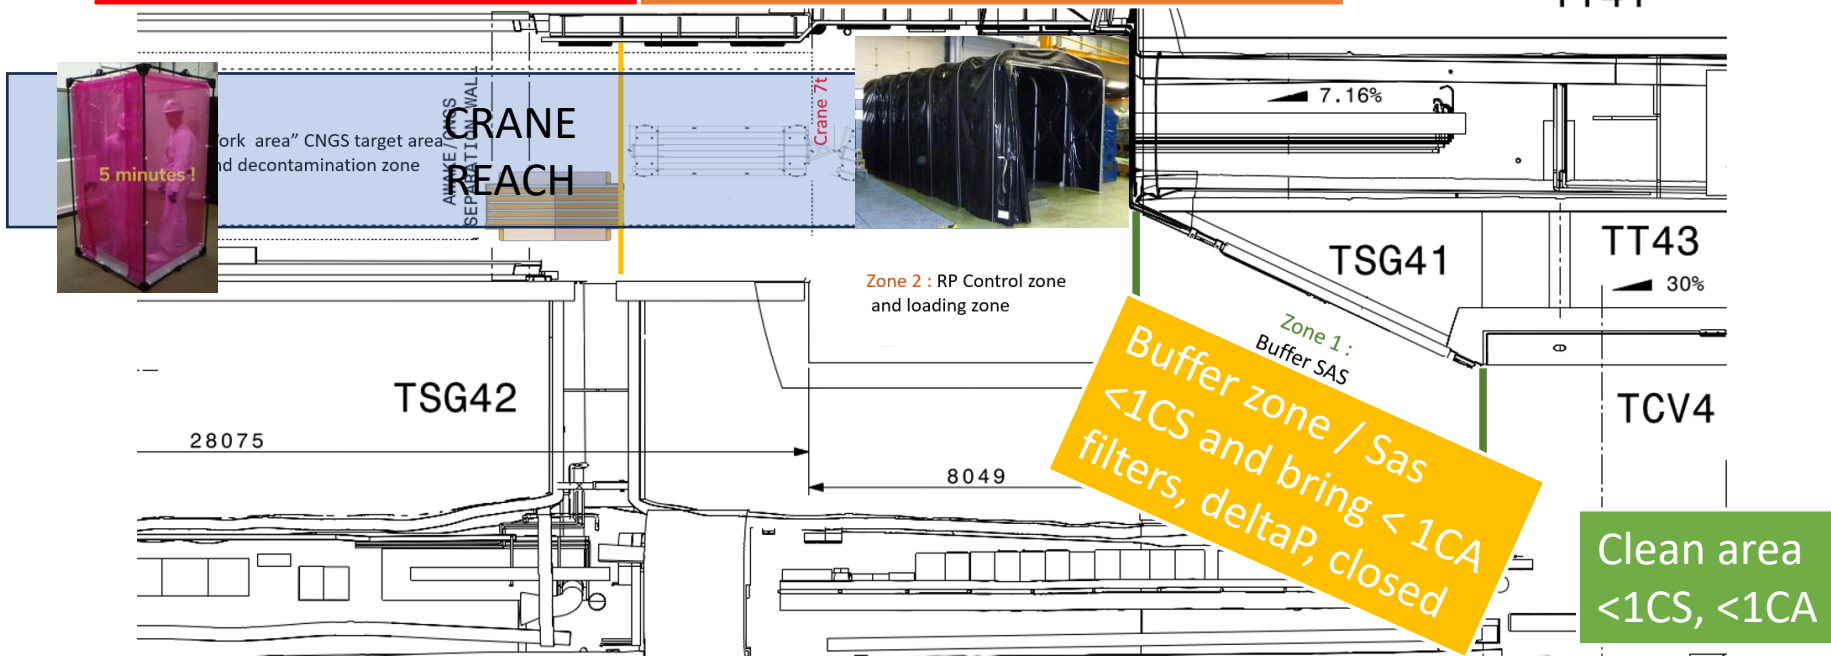 7.16%
Crane 7t
CRANE
REACH
AWAKE/CNGS
SEPARATION WAL
ork area” CNGS target area
nd decontamination zone
5 minutes !
TSG41
TT43
30%
Zone 2 : RP Control zone
and loading zone
Zone 1 :
Buffer SAS
Buffer zone / Sas
<1CS and bring < 1CA
filters, deltaP, closed
TSG42
TCV4
28075
8049
Clean area
<1CS, <1CA